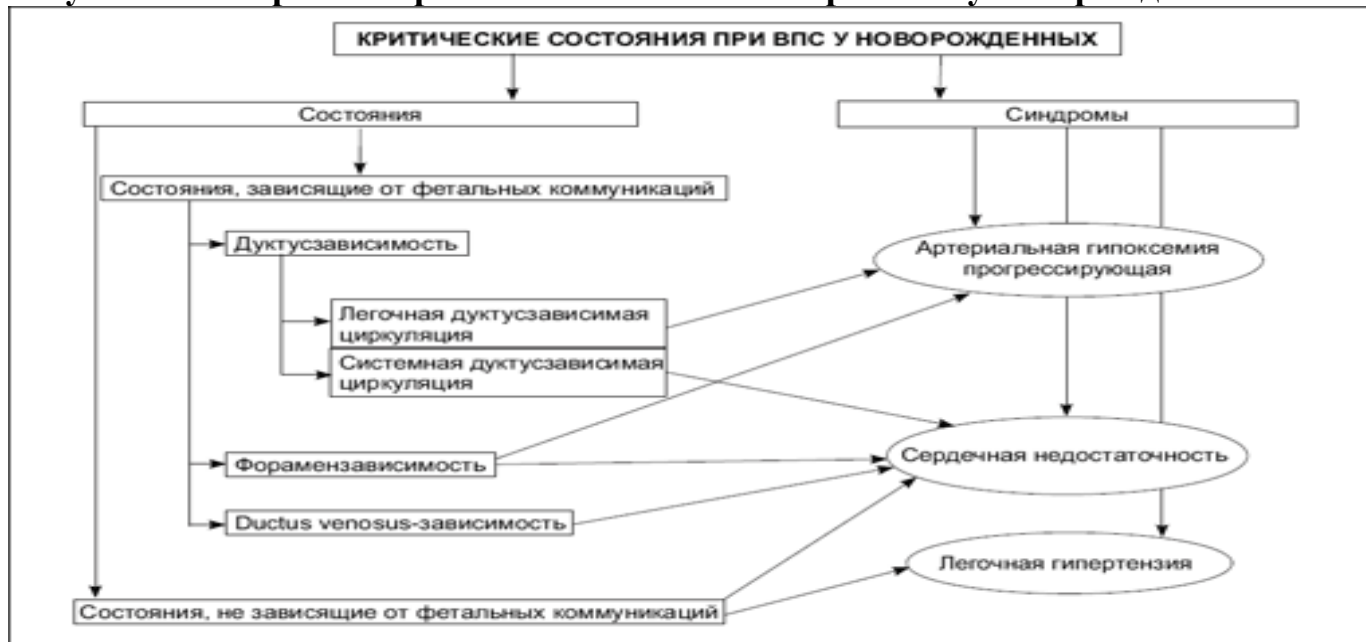 КРИТИЧЕСКИЕ СОСТОЯНИЯ ПРИ ВПС У НОВОРОЖДЕННЫХ
Состояния
Синдромы
Состояния, зависящие от фетальных коммуникаций
Дуктусзависимость
Легочная дуктусзависимая
циркуляция
Системная дуктусзависимая
циркуляция
Форамензависимость
Ductus venosus-зависимость
Состояния, не зависящие от фетальных коммуникаций
Артериальная гипоксемия
прогрессирующая
Сердечная недостаточность
Легочная гипертензия